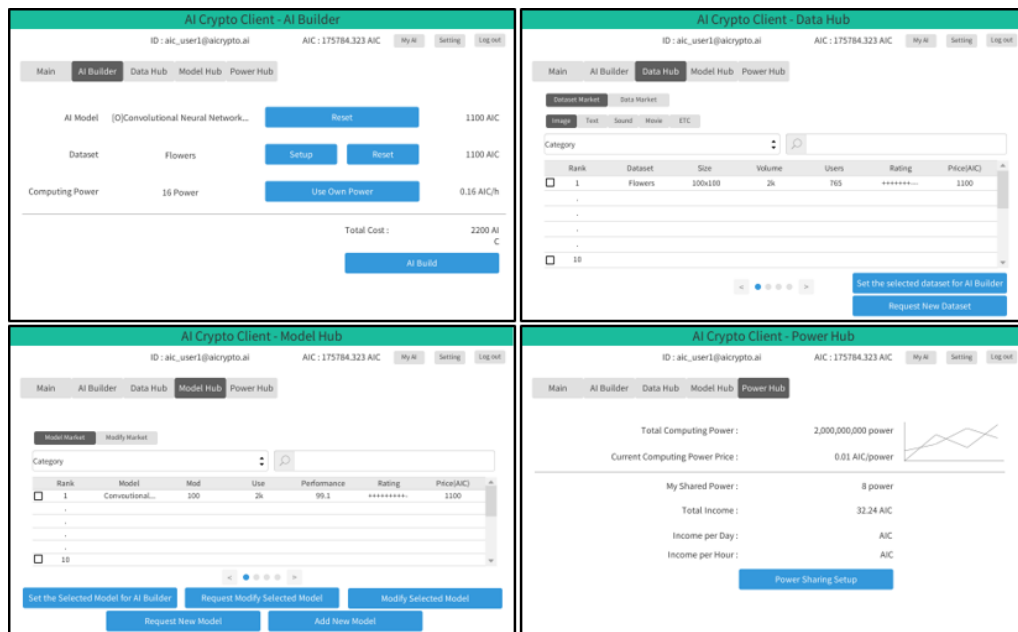 AI Crypto Client - AI Builder
ID : aic_user1@aicrypto.ai AIC : 175784.323 AIC My AI Setting Log out
Main AI Builder Data Hub Model Hub Power Hub
AI Model [O]Convolutional Neural Network... Reset 1100 AIC
Dataset Flowers Setup Reset 1100 AIC
Computing Power 16 Power Use Own Power 0.16 AIC/h
Total Cost : 2200 AI
C
AI Build
AI Crypto Client - Data Hub
ID : aic_user1@aicrypto.ai AIC : 175784.323 AIC My AI Setting Log out
Main AI Builder Data Hub Model Hub Power Hub
Dataset Market Data Market
Image Text Sound Movie ETC
Category
Rank Dataset Size Volume Users Rating Price(AIC)
1 Flowers 100x100 2k 765 +++++++--- 1100
.
.
.
.
10
< >
Set the selected dataset for AI Builder
Request New Dataset
AI Crypto Client - Model Hub
ID : aic_user1@aicrypto.ai AIC : 175784.323 AIC My AI Setting Log out
Main AI Builder Data Hub Model Hub Power Hub
Model Market Modify Market
Category
Rank Model Mod Use Performance Rating Price(AIC)
1 Convoutional... 100 2k 99.1 +++++++++- 1100
.
.
.
.
10
< >
Set the Selected Model for AI Builder Request Modify Selected Model Modify Selected Model
Request New Model Add New Model
AI Crypto Client - Power Hub
ID : aic_user1@aicrypto.ai AIC : 175784.323 AIC My AI Setting Log out
Main AI Builder Data Hub Model Hub Power Hub
Total Computing Power : 2,000,000,000 power
Current Computing Power Price : 0.01 AIC/power
My Shared Power : 8 power
Total Income : 32.24 AIC
Income per Day : AIC
Income per Hour : AIC
Power Sharing Setup